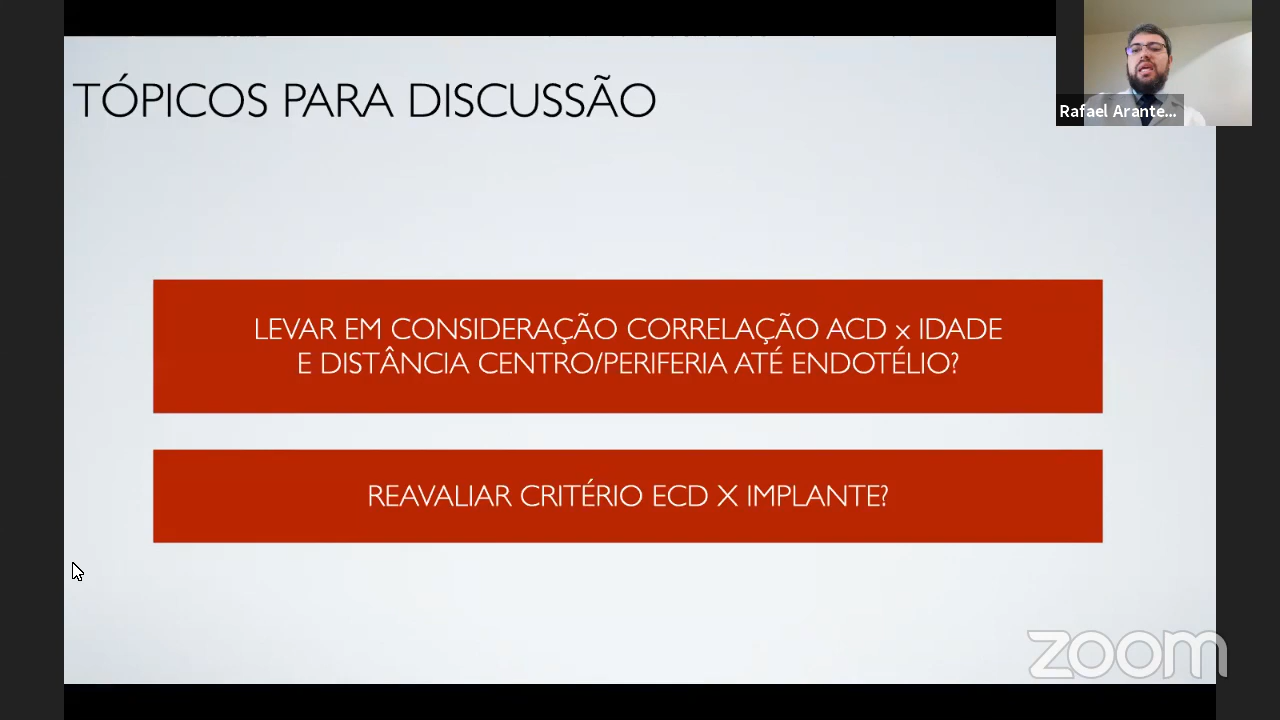 TÓPICOS PARA DISCUSSÃO
Rafael Arante...
LEVAR EM CONSIDERAÇÃO CORRELAÇÃO ACD x IDADE
E DISTÂNCIA CENTRO/PERIFERIA ATÉ ENDOTÉLIO?
REAVALIAR CRITÉRIO ECD X IMPLANTE?
zoom